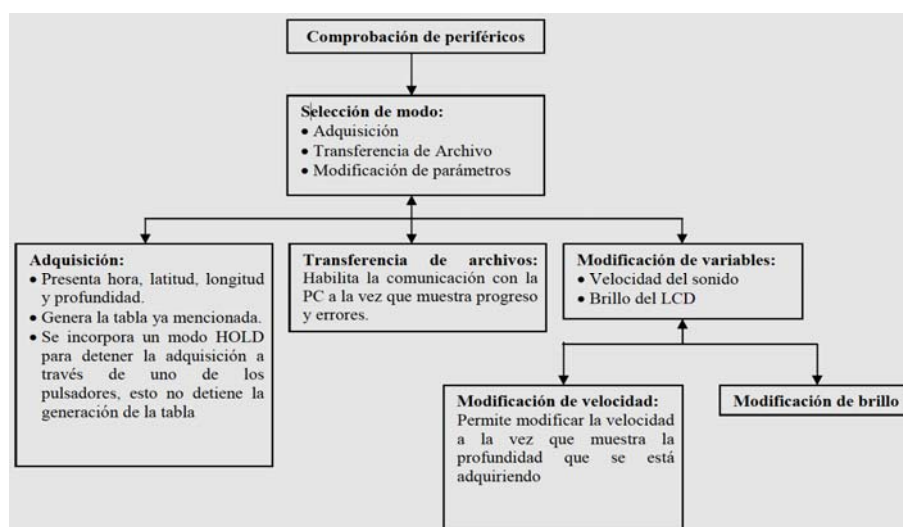 Comprobación de periféricos
Selección de modo:
• Adquisición
• Transferencia de Archivo
• Modificación de parámetros
Adquisición:
• Presenta hora, latitud, longitud
y profundidad.
• Genera la tabla ya mencionada.
• Se incorpora un modo HOLD
para detener la adquisición a
través de uno de los
pulsadores, esto no detiene la
generación de la tabla
Transferencia de archivos:
Habilita la comunicación con la
PC a la vez que muestra progreso
y errores.
Modificación de variables:
• Velocidad del sonido
• Brillo del LCD
Modificación de velocidad:
Permite modificar la velocidad
a la vez que muestra la
profundidad que se está
adquiriendo
Modificación de brillo